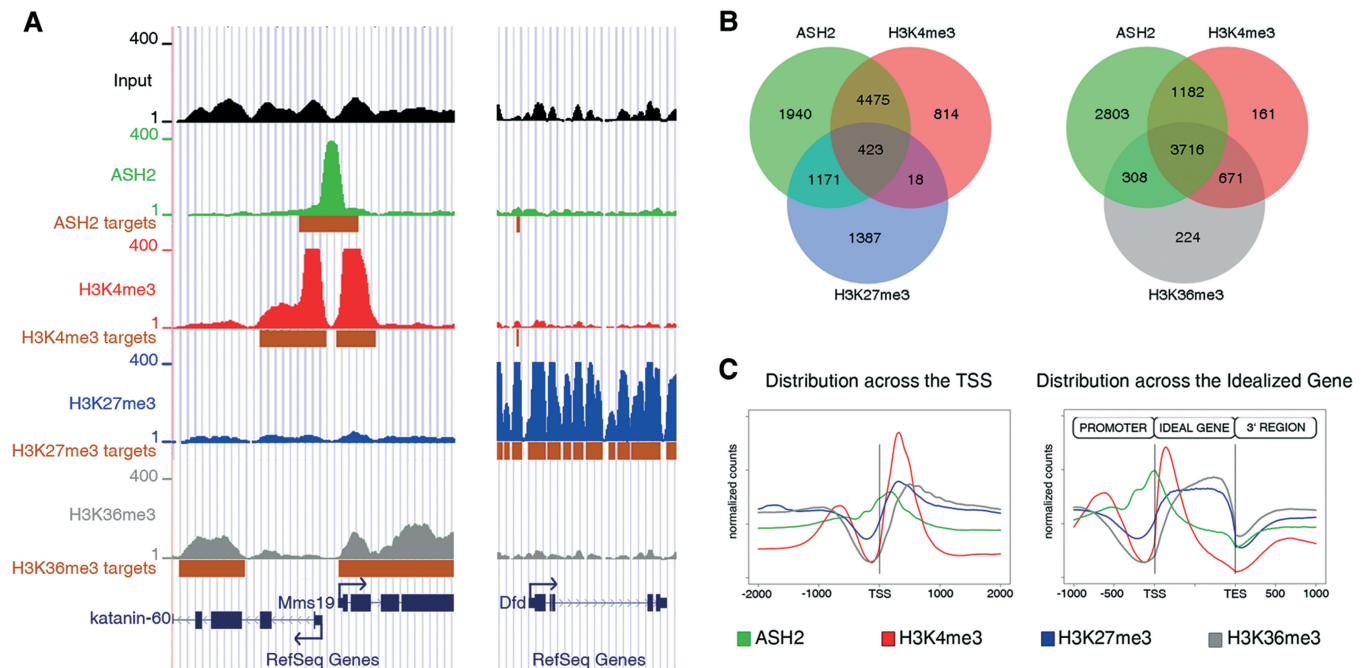 A
400
Input
1
400
ASH2
1
ASH2 targets
400
H3K4me3
1
H3K4me3 targets
400
H3K27me3
1
H3K27me3 targets
400
H3K36me3
1
H3K36me3 targets
Mms19
katanin-60
RefSeq Genes
Dfd
RefSeq Genes
B
ASH2
H3K4me3
1940
4475
814
423
1171
18
1387
H3K27me3
ASH2
H3K4me3
2803
1182
161
3716
308
671
224
H3K36me3
C
Distribution across the TSS
normalized counts
-2000
-1000
TSS
1000
2000
Distribution across the Idealized Gene
PROMOTER
IDEAL GENE
3' REGION
normalized counts
-1000
-500
TSS
TES
500
1000
ASH2
H3K4me3
H3K27me3
H3K36me3